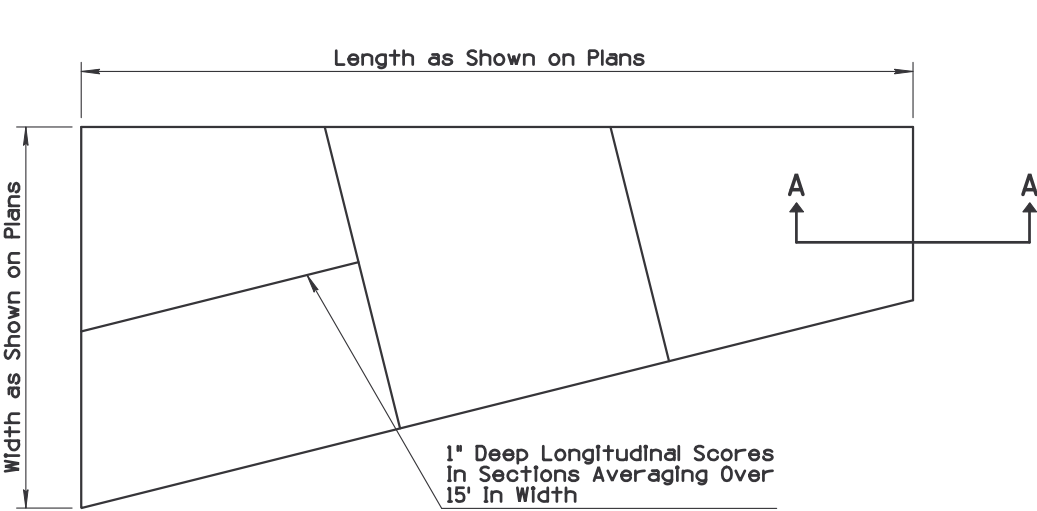 Length as Shown on Plans
A
A
Width as Shown on Plans
1" Deep Longitudinal Scores
In Sections Averaging Over
15' In Width